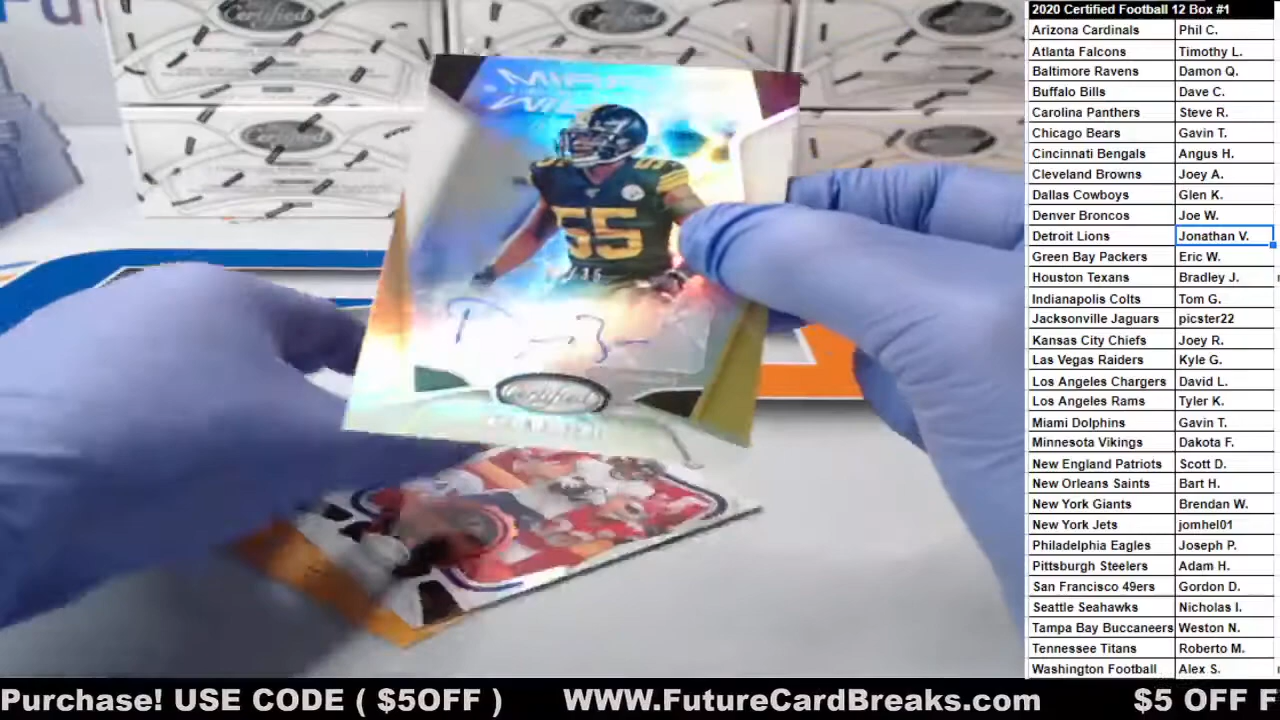 2020 Certified Football 12 Box #1
Arizona Cardinals Phil C.
Atlanta Falcons Timothy L.
Baltimore Ravens Damon Q.
Buffalo Bills Dave C.
Carolina Panthers Steve R.
Chicago Bears Gavin T.
Cincinnati Bengals Angus H.
Cleveland Browns Joey A.
Dallas Cowboys Glen K.
Denver Broncos Joe W.
Detroit Lions Jonathan V.
Green Bay Packers Eric W.
Houston Texans Bradley J.
Indianapolis Colts Tom G.
Jacksonville Jaguars picster22
Kansas City Chiefs Joey R.
Las Vegas Raiders Kyle G.
Los Angeles Chargers David L.
Los Angeles Rams Tyler K.
Miami Dolphins Gavin T.
Minnesota Vikings Dakota F.
New England Patriots Scott D.
New Orleans Saints Bart H.
New York Giants Brendan W.
New York Jets jomhel01
Philadelphia Eagles Joseph P.
Pittsburgh Steelers Adam H.
San Francisco 49ers Gordon D.
Seattle Seahawks Nicholas I.
Tampa Bay Buccaneers Weston N.
Tennessee Titans Roberto M.
Washington Football Alex S.
Certified
Certified
Certified
55
55
Certified
Purchase! USE CODE ( $5OFF ) WWW.FutureCardBreaks.com $5 OFF F